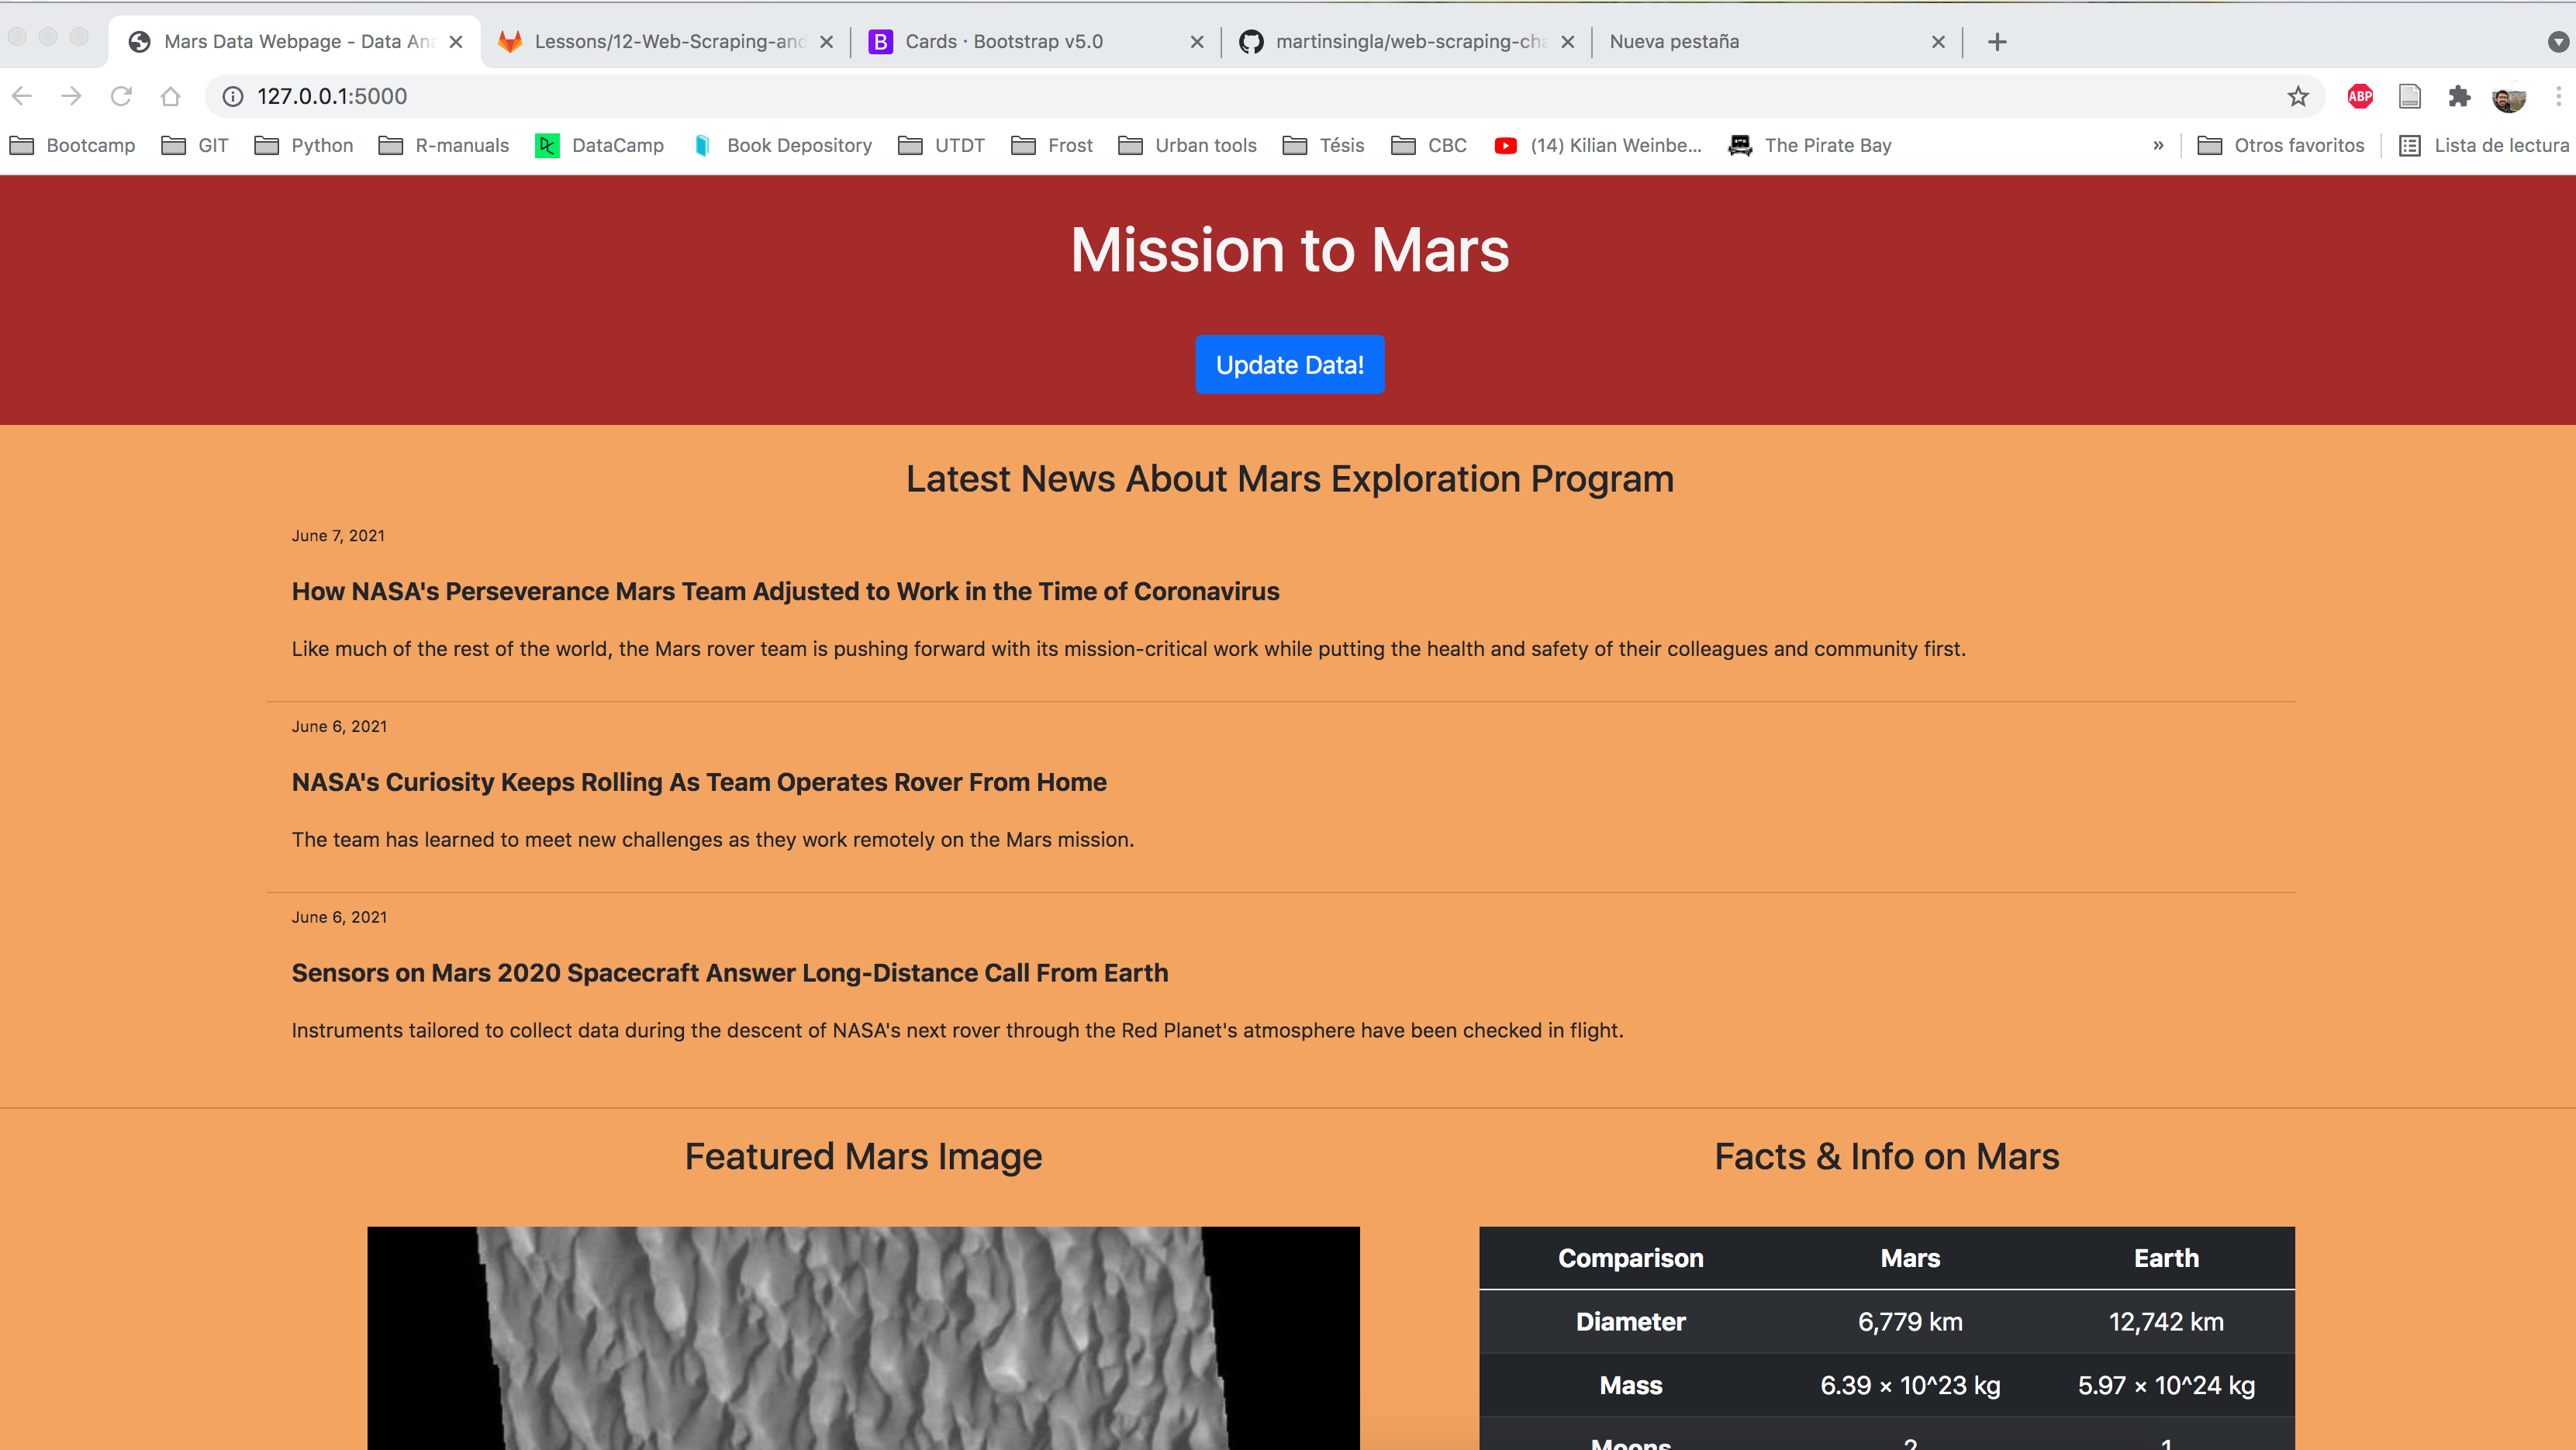 Mars Data Webpage - Data Ana
Lessons/12-Web-Scraping-and
B Cards · Bootstrap v5.0
martinsingla/web-scraping-cha
Nueva pestaña
127.0.0.1:5000
ABP
Bootcamp GIT Python R-manuals DataCamp Book Depository UTDT Frost Urban tools Tésis CBC (14) Kilian Weinbe... The Pirate Bay » Otros favoritos Lista de lectura
Mission to Mars
Update Data!
Latest News About Mars Exploration Program
June 7, 2021
How NASA's Perseverance Mars Team Adjusted to Work in the Time of Coronavirus
Like much of the rest of the world, the Mars rover team is pushing forward with its mission-critical work while putting the health and safety of their colleagues and community first.
June 6, 2021
NASA's Curiosity Keeps Rolling As Team Operates Rover From Home
The team has learned to meet new challenges as they work remotely on the Mars mission.
June 6, 2021
Sensors on Mars 2020 Spacecraft Answer Long-Distance Call From Earth
Instruments tailored to collect data during the descent of NASA's next rover through the Red Planet's atmosphere have been checked in flight.
Featured Mars Image
Facts & Info on Mars
Comparison Mars Earth
Diameter 6,779 km 12,742 km
Mass 6.39 × 10^23 kg 5.97 × 10^24 kg
Moons 2 1